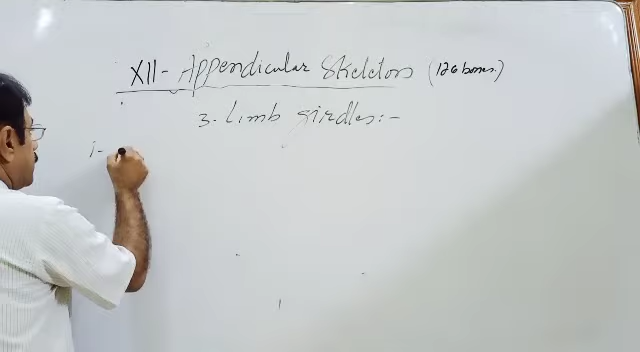 XII- Appendicular Skeleton (126 bones)
3. Limb girdles:-
i-